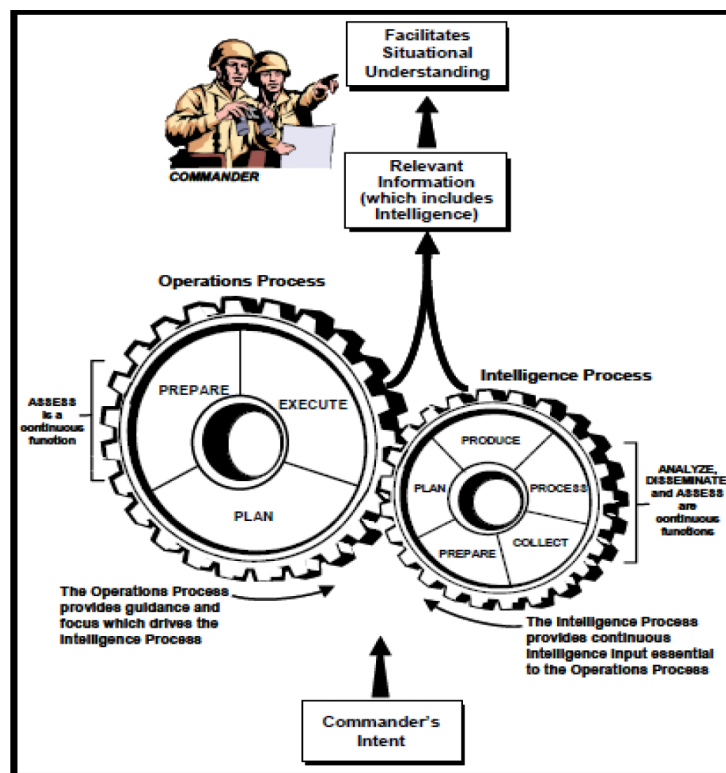 Facilitates
Situational
Understanding
COMMANDER
Relevant
Information
(which includes
Intelligence)
Operations Process
Intelligence Process
ASSESS
is a
continuous
function
PREPARE
EXECUTE
PLAN
PRODUCE
PLAN
PROCESS
PREPARE
COLLECT
ANALYZE,
DISSEMINATE
and ASSESS
are
continuous
functions
The Operations Process
provides guidance and
focus which drives the
Intelligence Process
The Intelligence Process
provides continuous
Intelligence input essential
to the Operations Process
Commander's
Intent